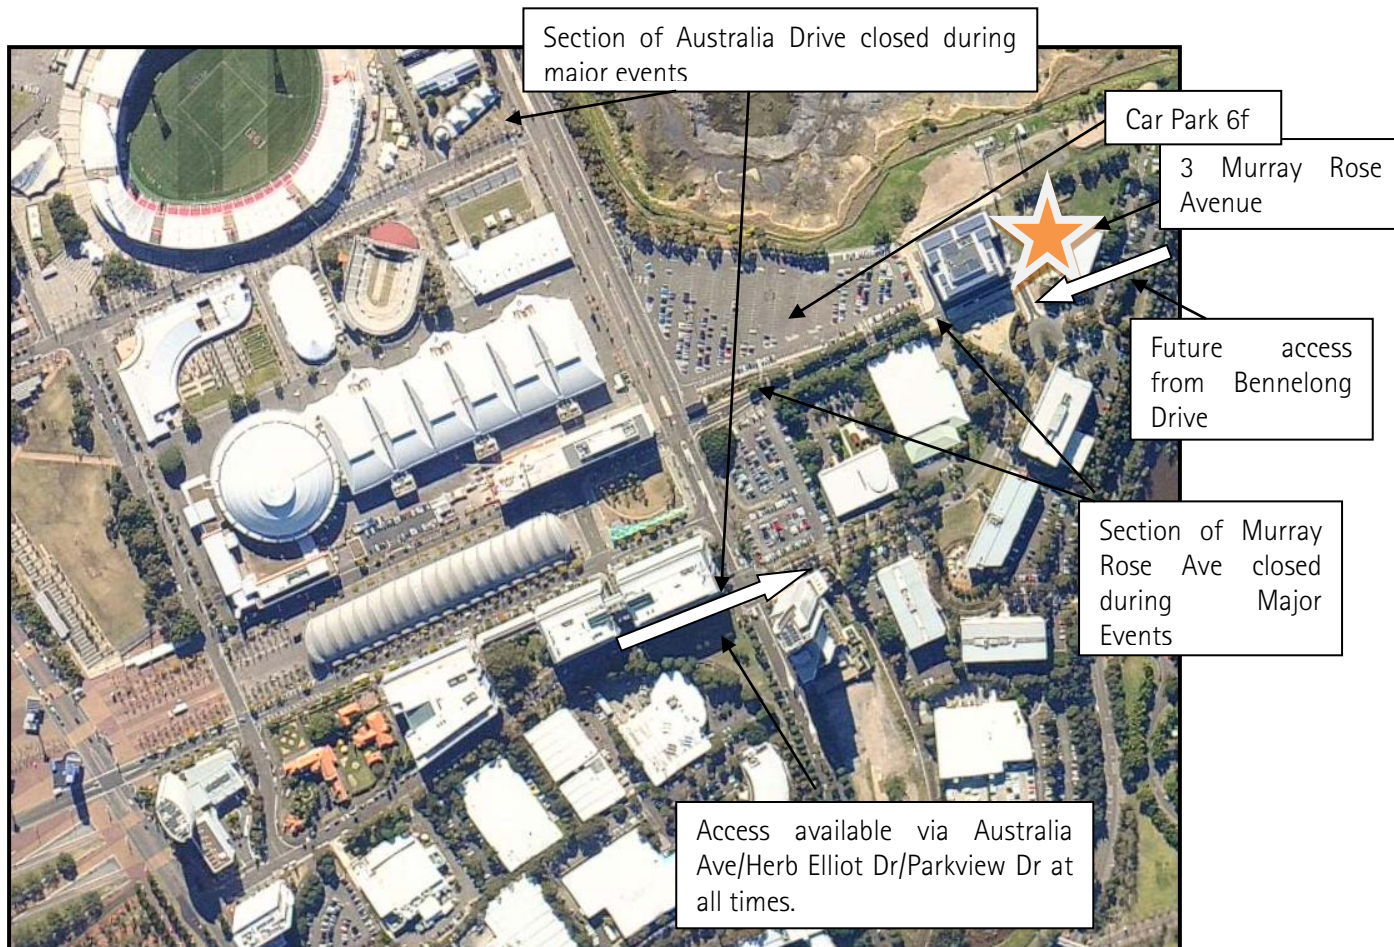 Section of Australia Drive closed during
major events
Car Park 6f
3 Murray Rose
Avenue
Future access
from Bennelong
Drive
Section of Murray
Rose Ave closed
during Major
Events
Access available via Australia
Ave/Herb Elliot Dr/Parkview Dr at
all times.